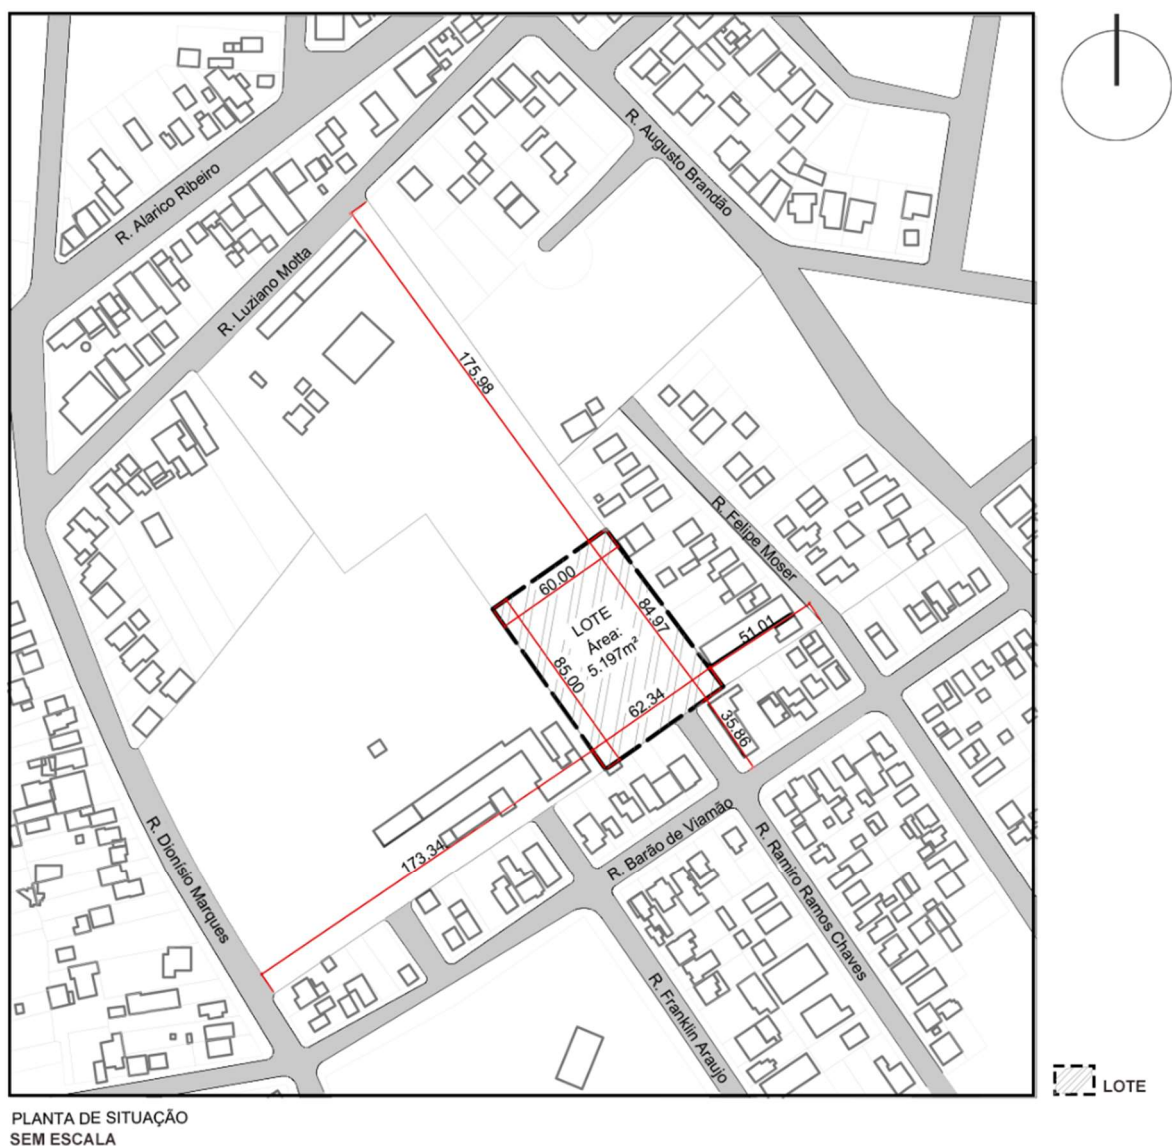 R. Augusto Brandão
R. Alarico Ribeiro
R. Luziano Motta
175.98
R. Felipe Moser
60.00
84.97
LOTE
Área:
5.197m²
51.01
85.00
62.34
35.86
R. Barão de Viamão
173.34
R. Dionísio Marques
R. Ramiro Ramos Chaves
R. Franklin Araujo
LOTE
PLANTA DE SITUAÇÃO
SEM ESCALA